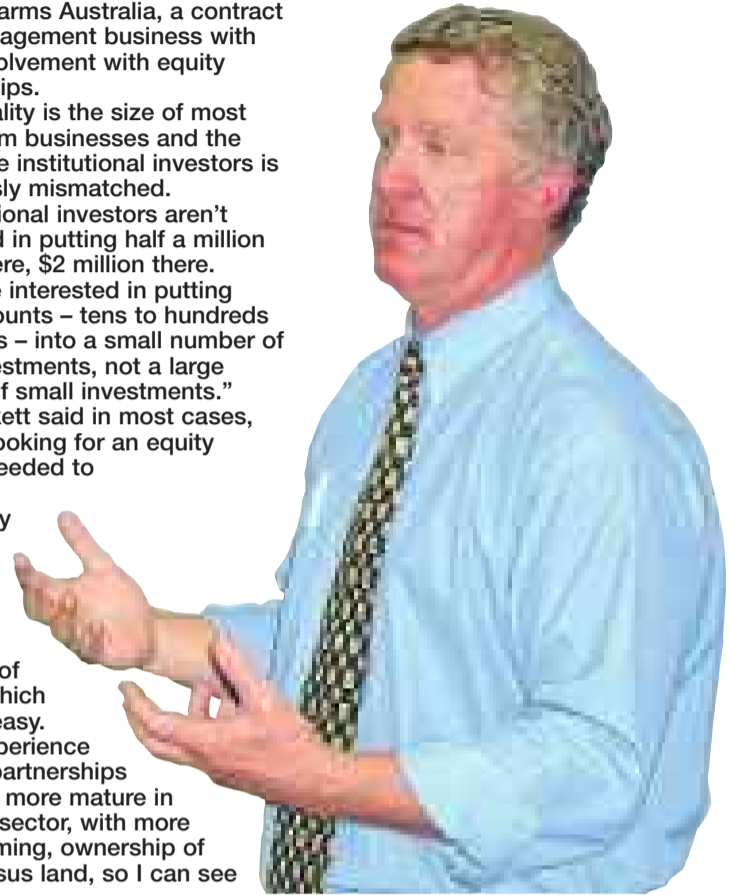 arms Australia, a contract
agement business with
olvement with equity
ips.
ality is the size of most
m businesses and the
e institutional investors is
sly mismatched.
ional investors aren't
d in putting half a million
ere, $2 million there.
e interested in putting
ounts – tens to hundreds
s – into a small number of
estments, not a large
f small investments.”
kett said in most cases,
ooking for an equity
eeded to
y
of
hich
easy.
perience
partnerships
more mature in
sector, with more
ming, ownership of
sus land, so I can see